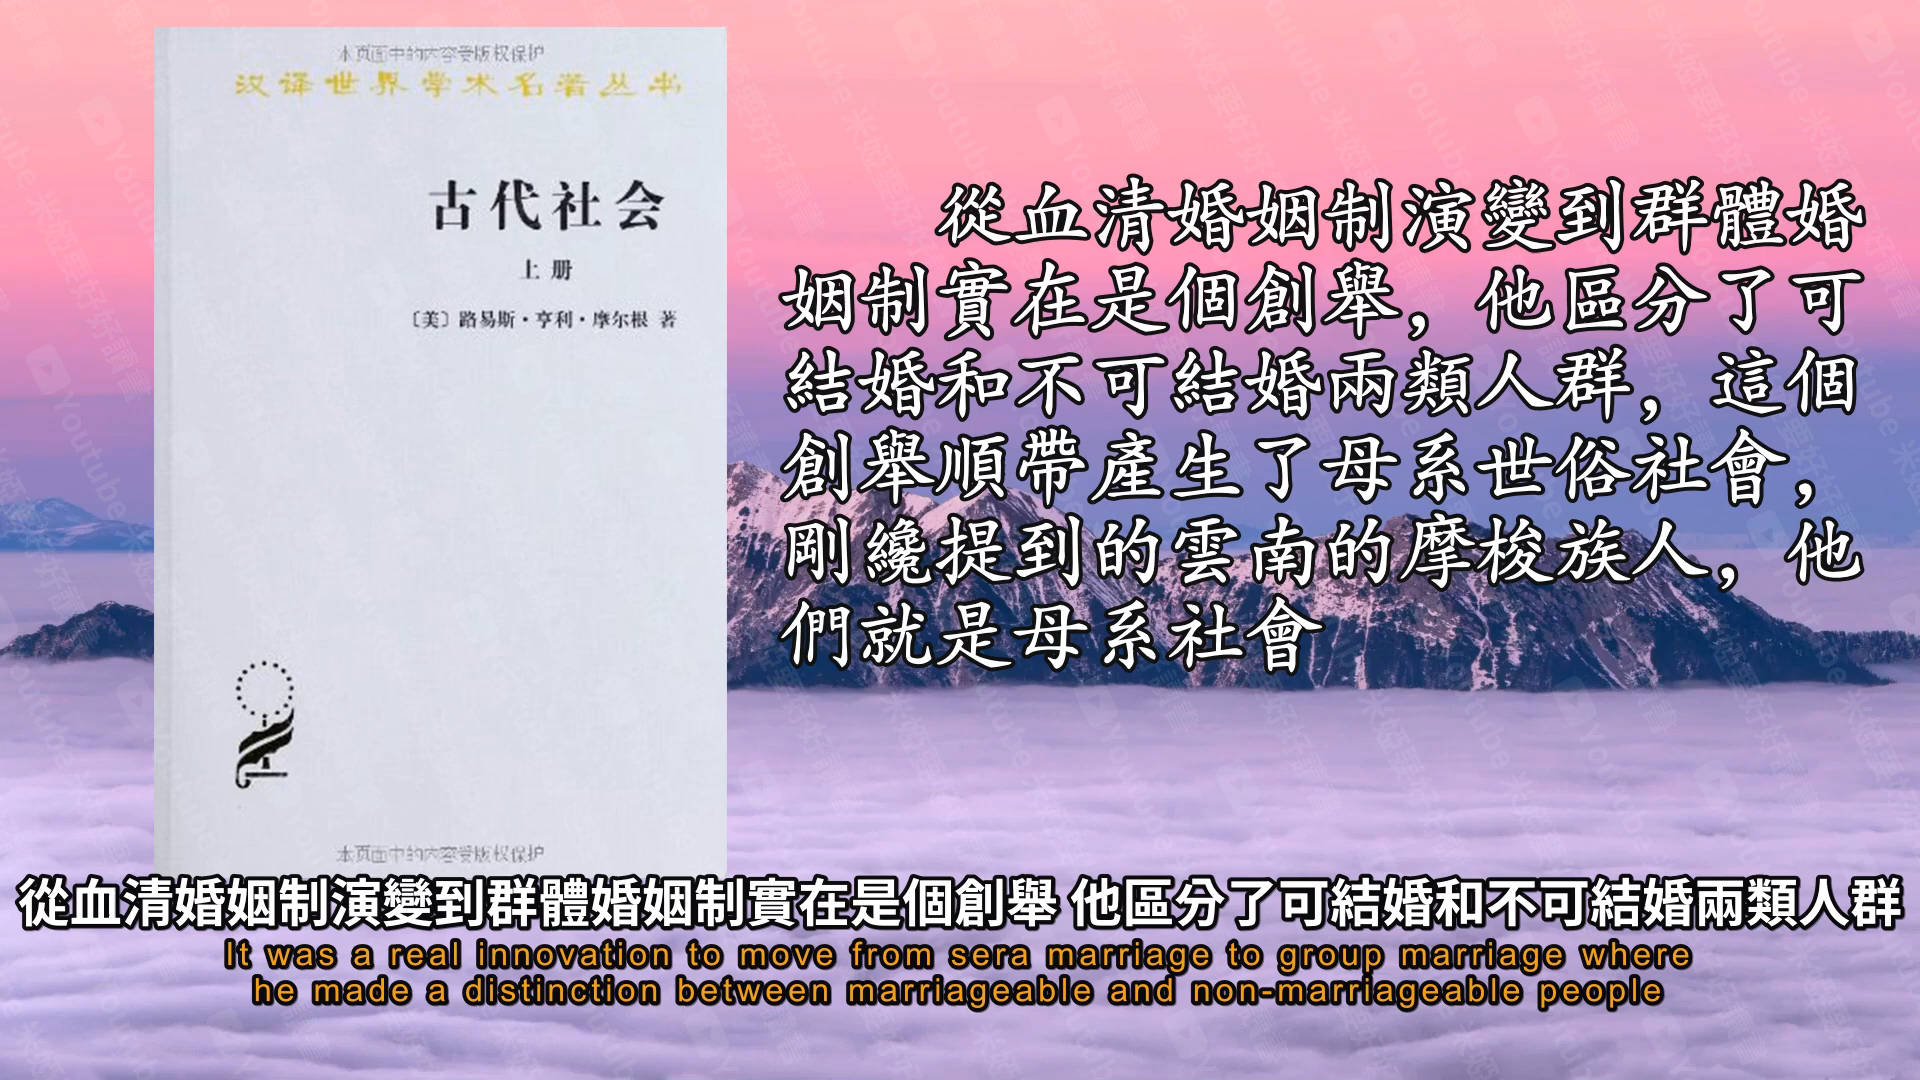 本页面中的内容受版权保护
汉译世界学术名著丛书
古代社会
上册
〔美〕路易斯·亨利·摩尔根 著
本页面中的内容受版权保护
從血清婚姻制演變到群體婚
姻制實在是個創舉，他區分了可
結婚和不可結婚兩類人群，這個
創舉順帶產生了母系世俗社會，
剛纔提到的雲南的摩梭族人，他
們就是母系社會
從血清婚姻制演變到群體婚姻制實在是個創舉 他區分了可結婚和不可結婚兩類人群
It was a real innovation to move from sera marriage to group marriage where
he made a distinction between marriageable and non-marriageable people
Youtube 米婭要好好讀書